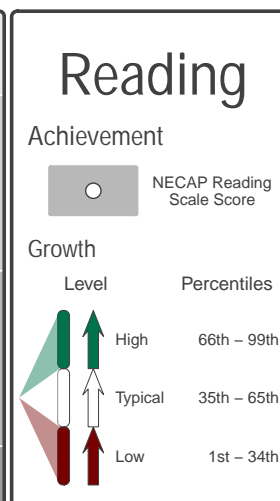 Reading
Achievement
NECAP Reading
Scale Score
Growth
Level Percentiles
High 66th – 99th
Typical 35th – 65th
Low 1st – 34th